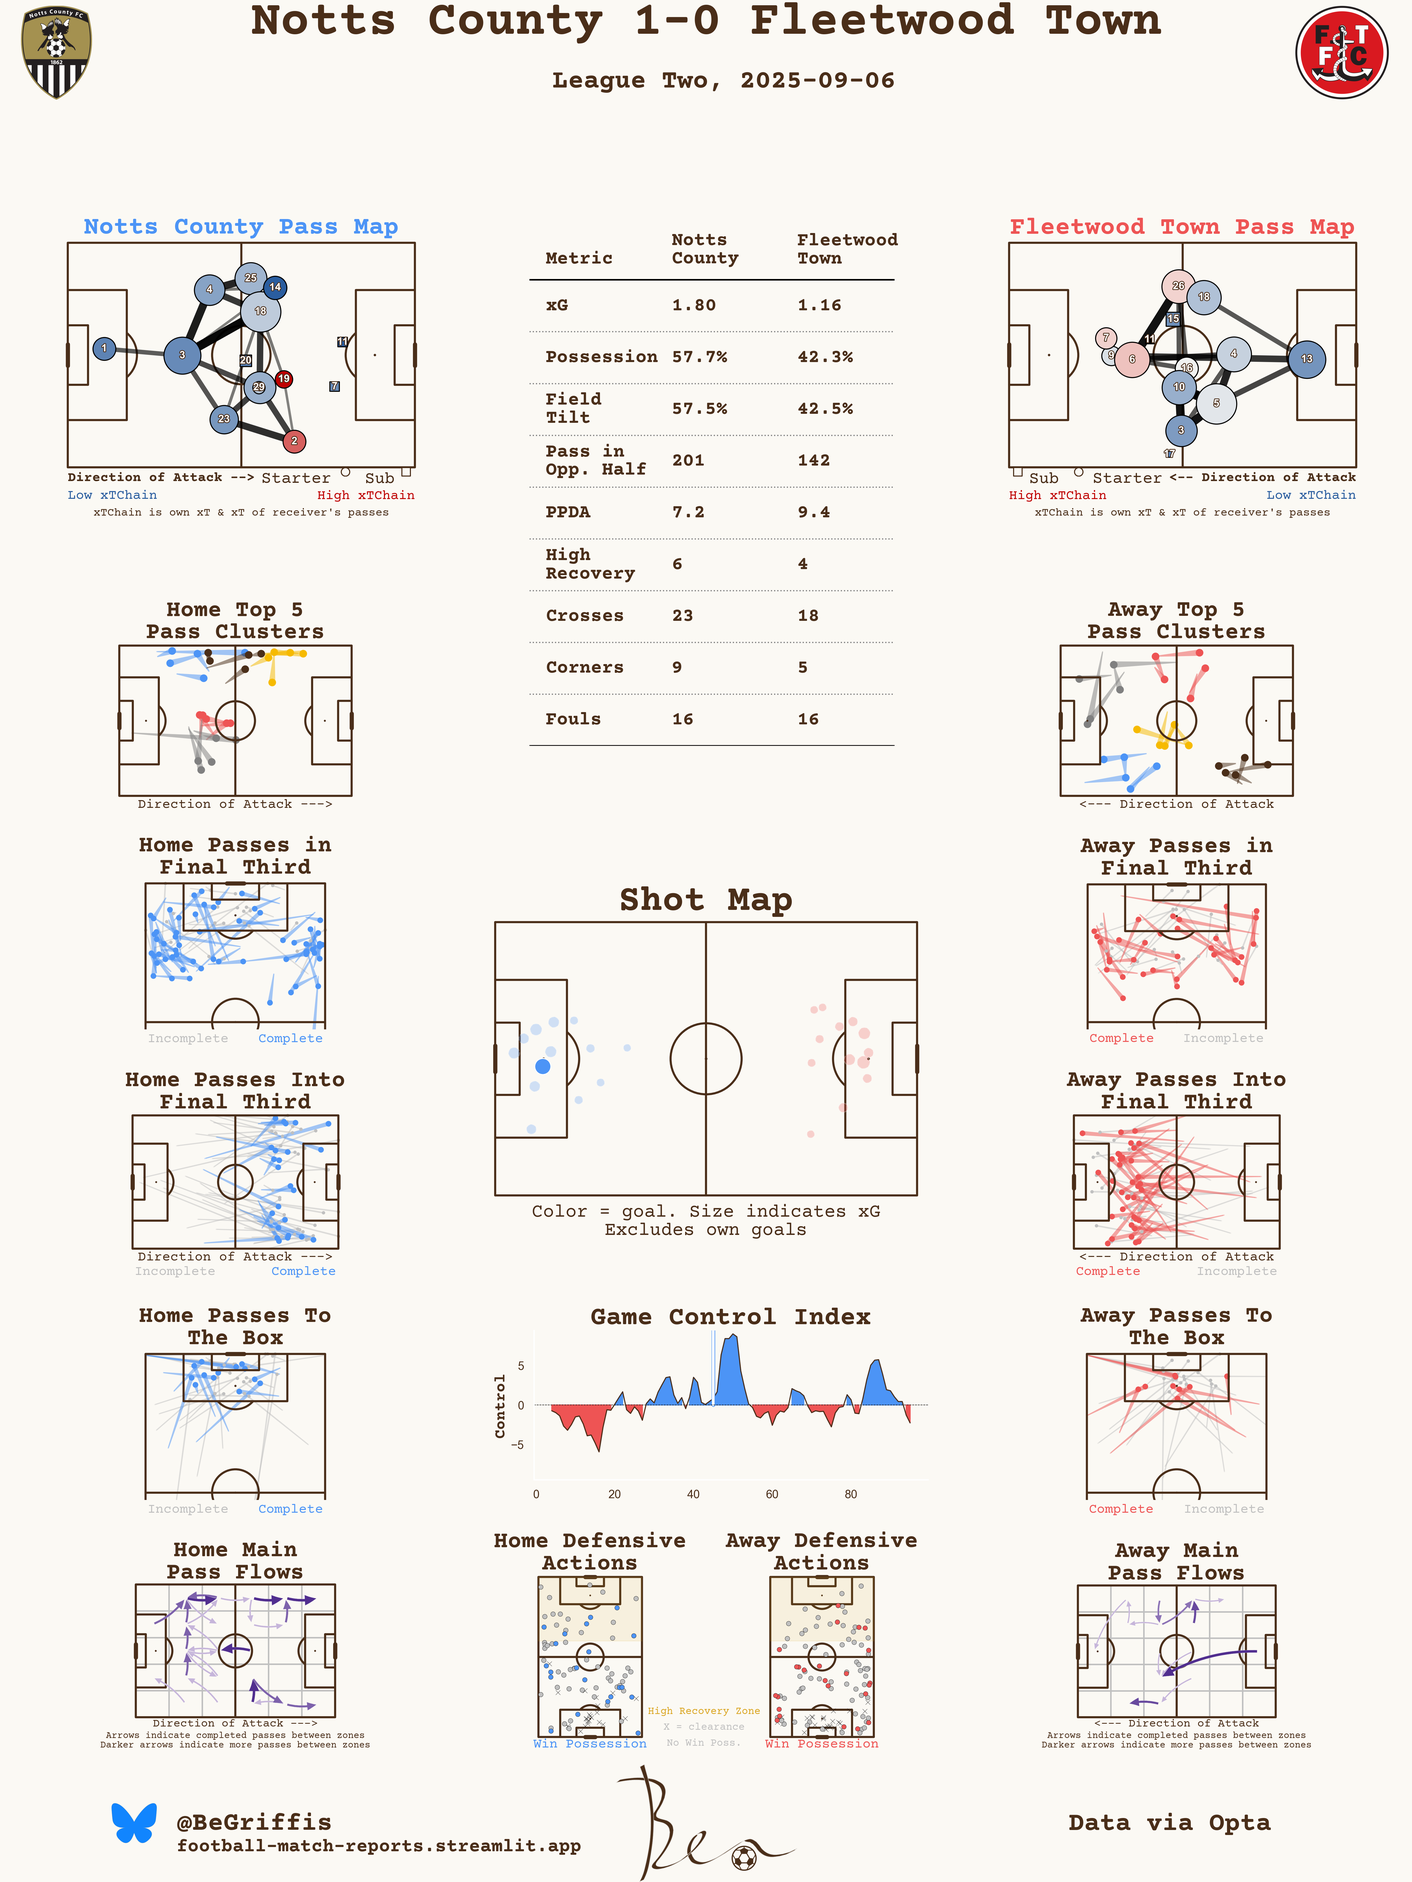 Notts County 1-0 Fleetwood Town
League Two, 2025-09-06
Notts County FC
1862
F T
F C
Notts County Pass Map
1
3
4
25
14
18
20
19
29
23
2
11
7
Direction of Attack --> Starter Sub
Low xTChain High xTChain
xTChain is own xT & xT of receiver's passes
Metric Notts County Fleetwood Town
xG 1.80 1.16
Possession 57.7% 42.3%
Field Tilt 57.5% 42.5%
Pass in Opp. Half 201 142
PPDA 7.2 9.4
High Recovery 6 4
Crosses 23 18
Corners 9 5
Fouls 16 16
Fleetwood Town Pass Map
26
18
15
7
11
9
6
4
13
16
10
5
3
17
Sub Starter <-- Direction of Attack
High xTChain Low xTChain
xTChain is own xT & xT of receiver's passes
Home Top 5
Pass Clusters
Direction of Attack --->
Away Top 5
Pass Clusters
<--- Direction of Attack
Home Passes in
Final Third
Incomplete Complete
Away Passes in
Final Third
Complete Incomplete
Shot Map
Color = goal. Size indicates xG
Excludes own goals
Home Passes Into
Final Third
Direction of Attack --->
Incomplete Complete
Away Passes Into
Final Third
<--- Direction of Attack
Complete Incomplete
Home Passes To
The Box
Incomplete Complete
Game Control Index
Control
5
0
−5
0 20 40 60 80
Away Passes To
The Box
Complete Incomplete
Home Main
Pass Flows
Direction of Attack --->
Arrows indicate completed passes between zones
Darker arrows indicate more passes between zones
Home Defensive
Actions
Win Possession
High Recovery Zone
X = clearance
No Win Poss.
Away Defensive
Actions
Win Possession
Away Main
Pass Flows
<--- Direction of Attack
Arrows indicate completed passes between zones
Darker arrows indicate more passes between zones
@BeGriffis
football-match-reports.streamlit.app
Ben
Data via Opta